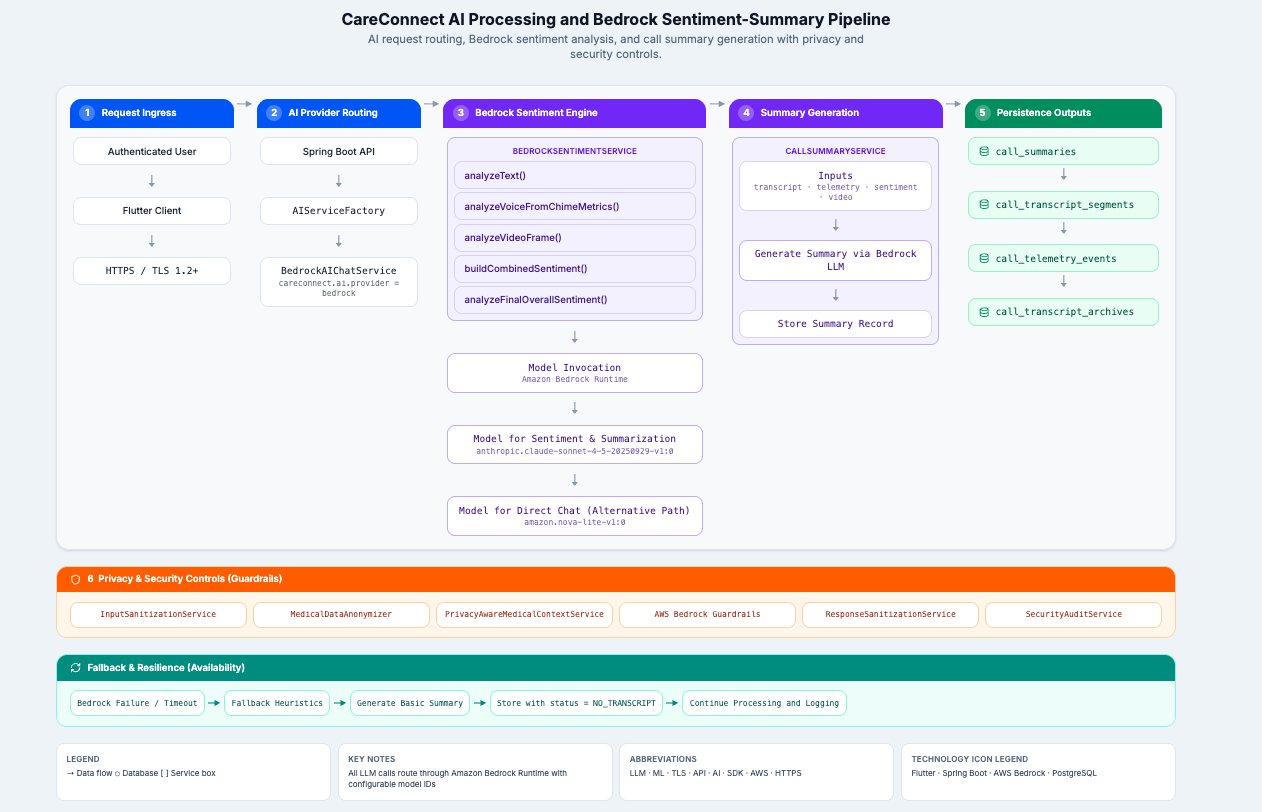 CareConnect AI Processing and Bedrock Sentiment-Summary Pipeline
AI request routing, Bedrock sentiment analysis, and call summary generation with privacy and
security controls.
1 Request Ingress
Authenticated User
Flutter Client
HTTPS / TLS 1.2+
2 AI Provider Routing
Spring Boot API
AIServiceFactory
BedrockAIChatService
careconnect.ai.provider =
bedrock
3 Bedrock Sentiment Engine
BEDROCKSENTIMENTSERVICE
analyzeText()
analyzeVoiceFromChimeMetrics()
analyzeVideoFrame()
buildCombinedSentiment()
analyzeFinalOverallSentiment()
Model Invocation
Amazon Bedrock Runtime
Model for Sentiment & Summarization
anthropic.claude-sonnet-4-5-20250929-v1:0
Model for Direct Chat (Alternative Path)
amazon.nova-lite-v1:0
4 Summary Generation
CALLSUMMARYSERVICE
Inputs
transcript · telemetry · sentiment
· video
Generate Summary via Bedrock
LLM
Store Summary Record
5 Persistence Outputs
call_summaries
call_transcript_segments
call_telemetry_events
call_transcript_archives
6 Privacy & Security Controls (Guardrails)
InputSanitizationService
MedicalDataAnonymizer
PrivacyAwareMedicalContextService
AWS Bedrock Guardrails
ResponseSanitizationService
SecurityAuditService
Fallback & Resilience (Availability)
Bedrock Failure / Timeout
Fallback Heuristics
Generate Basic Summary
Store with status = NO_TRANSCRIPT
Continue Processing and Logging
LEGEND
→ Data flow ○ Database [ ] Service box
KEY NOTES
All LLM calls route through Amazon Bedrock Runtime with
configurable model IDs
ABBREVIATIONS
LLM · ML · TLS · API · AI · SDK · AWS · HTTPS
TECHNOLOGY ICON LEGEND
Flutter · Spring Boot · AWS Bedrock · PostgreSQL